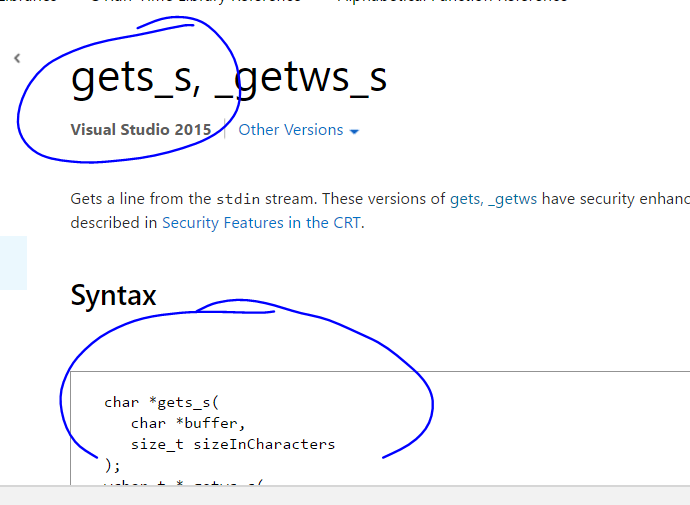 gets_s, _getws_s
Visual Studio 2015 | Other Versions
Gets a line from the stdin stream. These versions of gets, _getws have security
described in Security Features in the CRT.
Syntax
char *gets_s(
char *buffer,
size_t sizeInCharacters
);